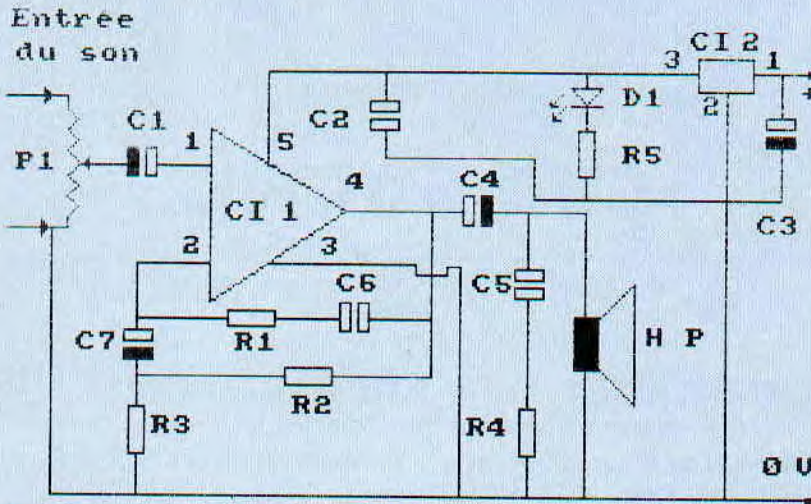 Entrée
du son
P1
C1
1
5
CI 1
4
2
3
C2
D1
R5
3
CI 2
1
2
+
C3
C4
C5
C6
R1
C7
R2
R3
R4
H P
0 V